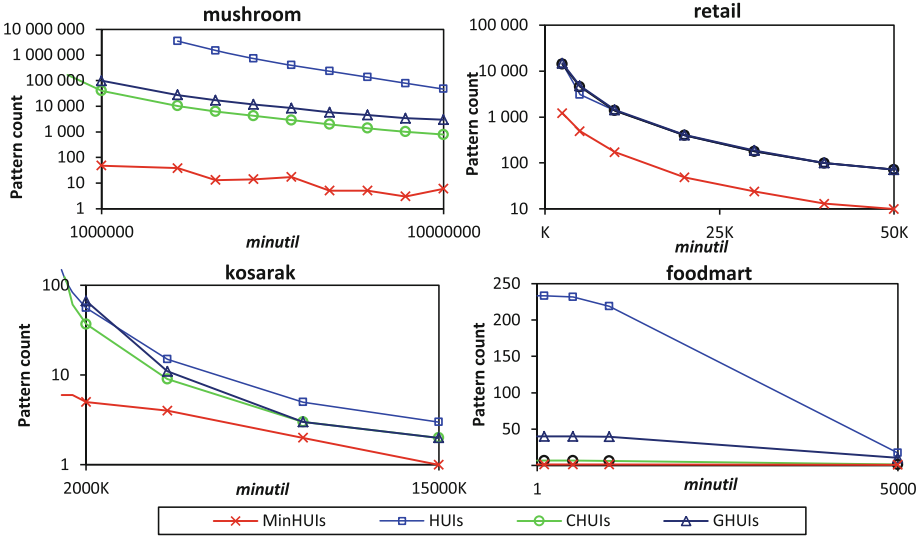 mushroom
Pattern count
10 000 000
1 000 000
100 000
10 000
1 000
100
10
1
1000000
10000000
minutil
retail
Pattern count
100 000
10 000
1 000
100
10
K
25K
50K
minutil
kosarak
Pattern count
100
10
1
2000K
15000K
minutil
foodmart
Pattern count
250
200
150
100
50
1
5000
minutil
MinHUIs
HUIs
CHUIs
GHUIs